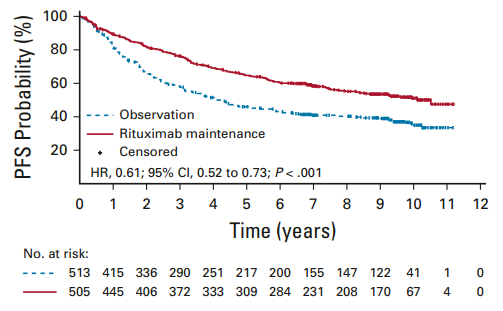 PFS Probability (%)
100
80
60
40
20
Observation
Rituximab maintenance
Censored
HR, 0.61; 95% CI, 0.52 to 0.73; P < .001
0 1 2 3 4 5 6 7 8 9 10 11 12
Time (years)
No. at risk:
513 415 336 290 251 217 200 155 147 122 41 1 0
505 445 406 372 333 309 284 231 208 170 67 4 0